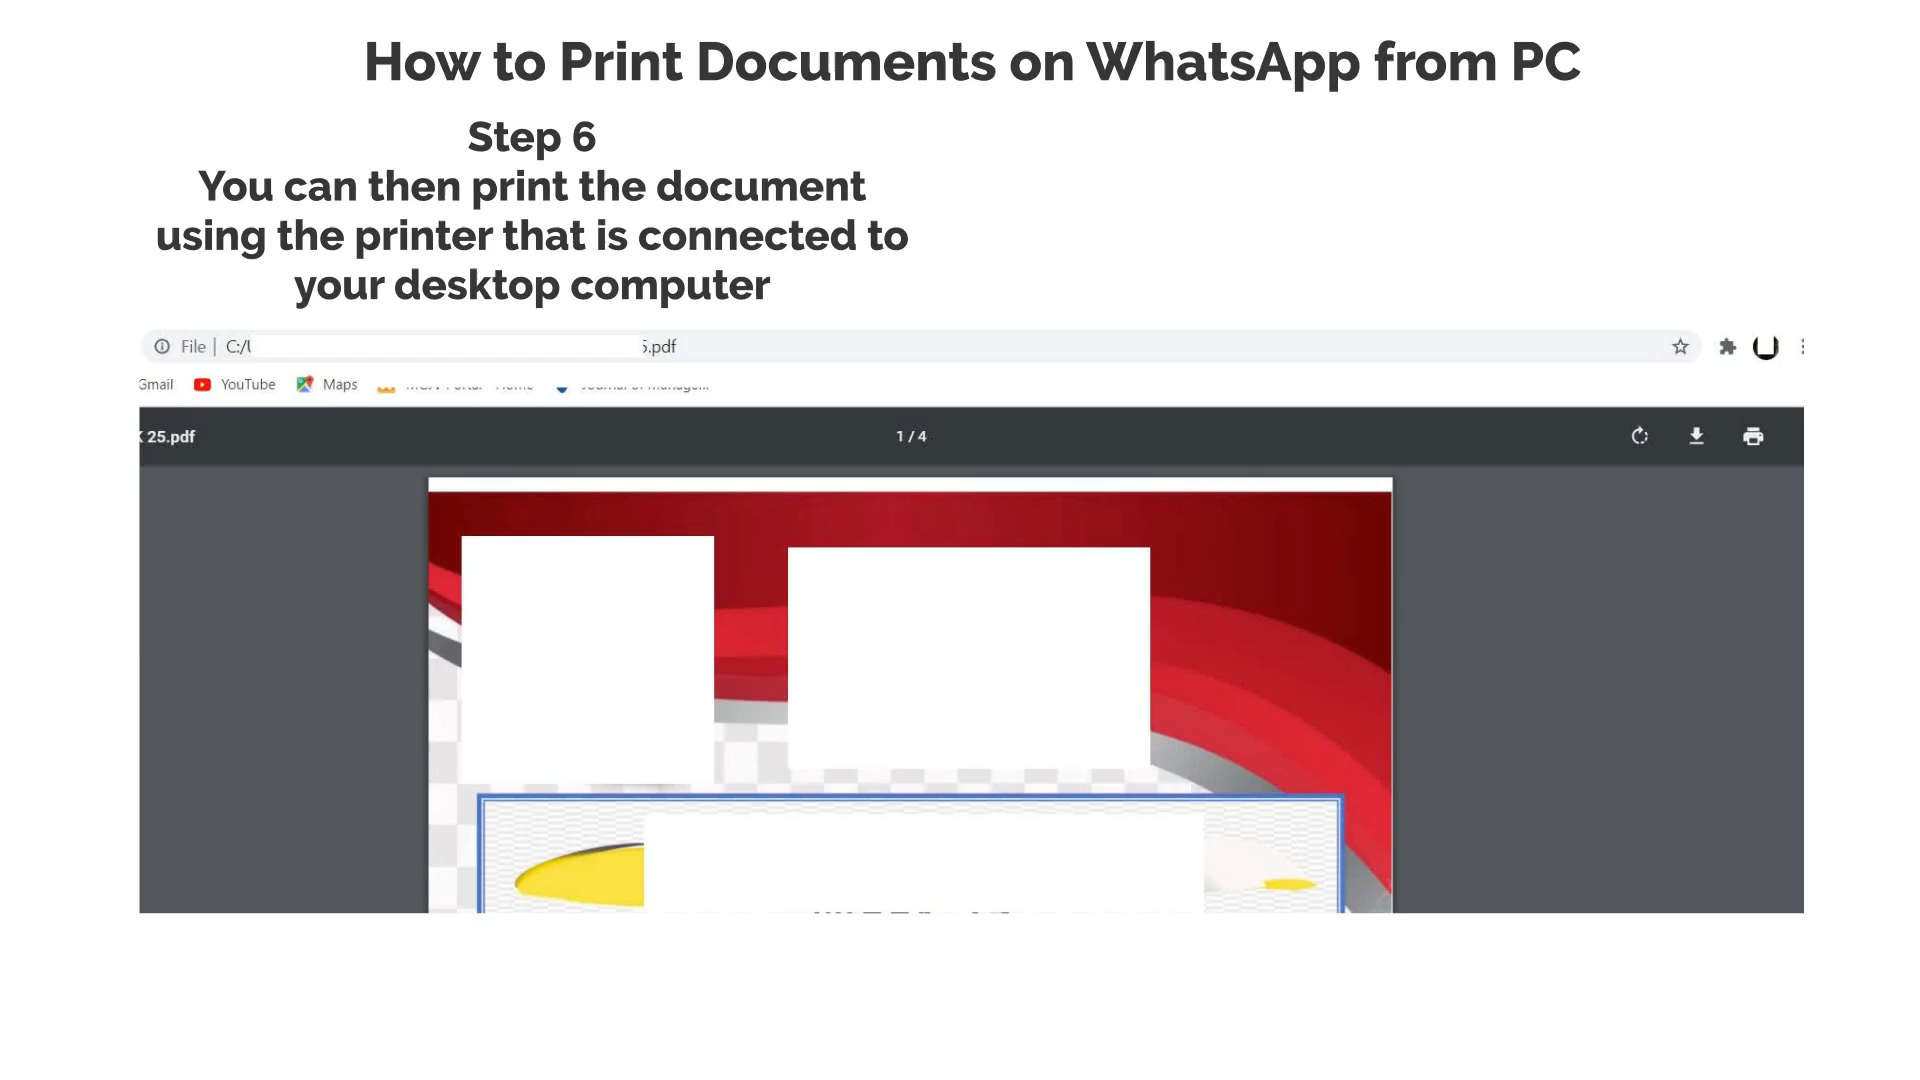 How to Print Documents on WhatsApp from PC
Step 6
You can then print the document
using the printer that is connected to
your desktop computer
File | C:/ .pdf
Gmail YouTube Maps
25.pdf 1 / 4